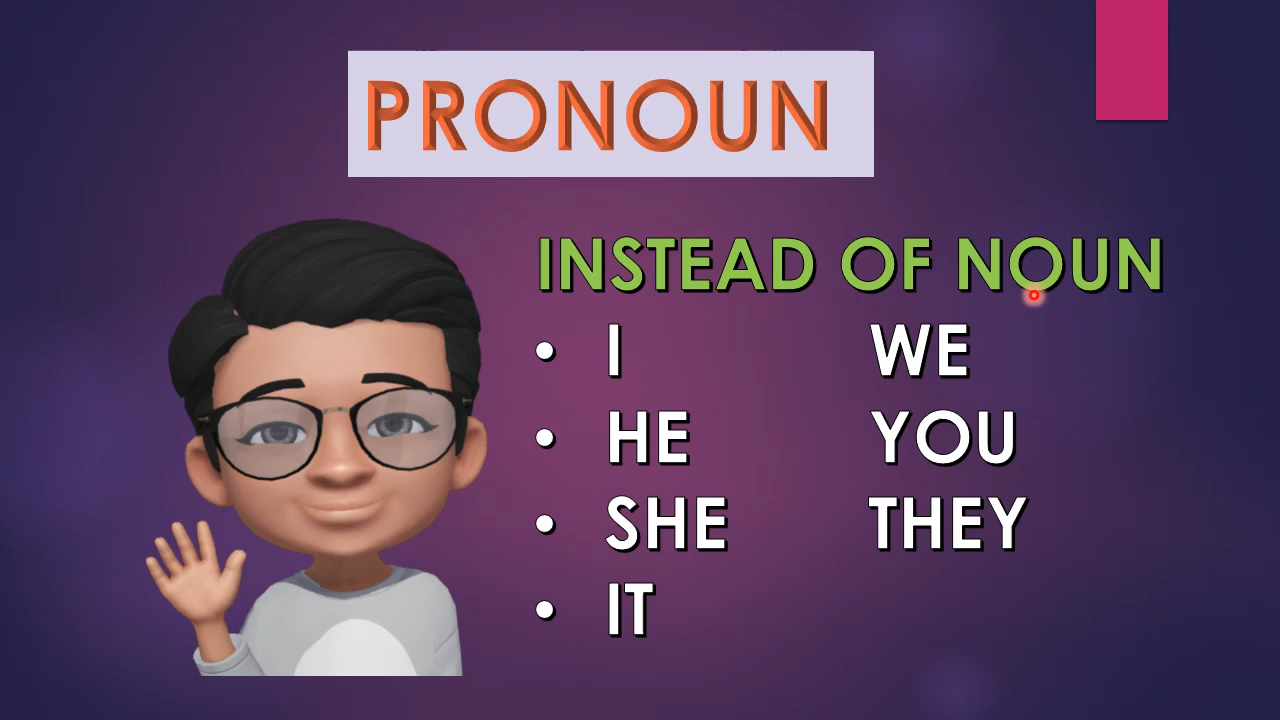 PRONOUN
INSTEAD OF NOUN
• I WE
• HE YOU
• SHE THEY
• IT